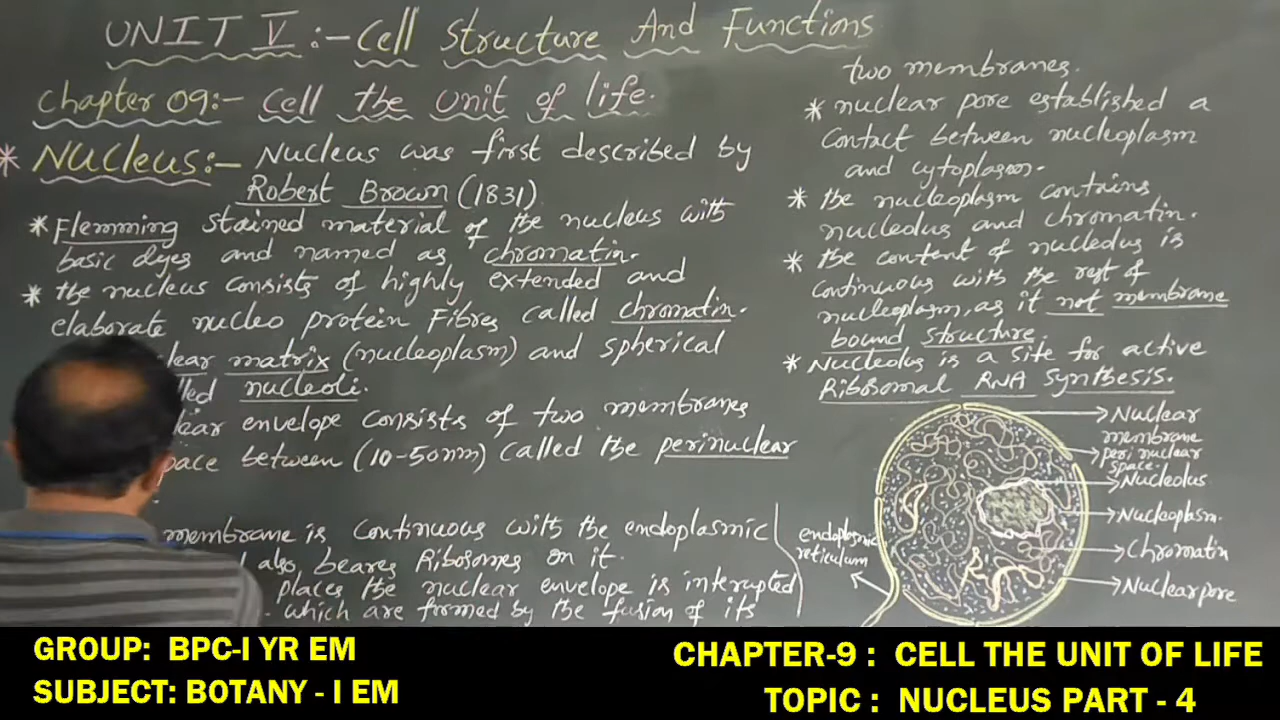 UNIT V :- Cell Structure And Functions
Chapter 09:- Cell the Unit of life.
* Nucleus:- Nucleus was first described by
Robert Brown (1831)
* Flemming stained material of the nucleus with
basic dyes and named as chromatin.
* the nucleus consists of highly extended and
elaborate nucleo protein Fibres called chromatin.
lear matrix (nucleoplasm) and spherical
lled nucleoli.
lear envelope consists of two membranes
pace between (10-50nm) called the perinuclear
membrane is continuous with the endoplasmic
also beares Ribosomes on it.
places the nuclear envelope is interupted
which are formed by the fusion of its
two membranes.
* nuclear pore established a
contact between nucleoplasm
and cytoplasm.
* the nucleoplasm contains
nucleolus and chromatin.
* the content of nucleolus is
continuous with the rest of
nucleoplasm, as it not membrane
bound structure.
* Nucleolus is a site for active
Ribosomal RNA Synthesis.
Nuclear
membrane
peri nuclear
space.
Nucleolus
Nucleoplasm.
Chromatin
Nuclear pore
endoplasmic
reticulum
GROUP: BPC-I YR EM
SUBJECT: BOTANY - I EM
CHAPTER-9 : CELL THE UNIT OF LIFE
TOPIC : NUCLEUS PART - 4